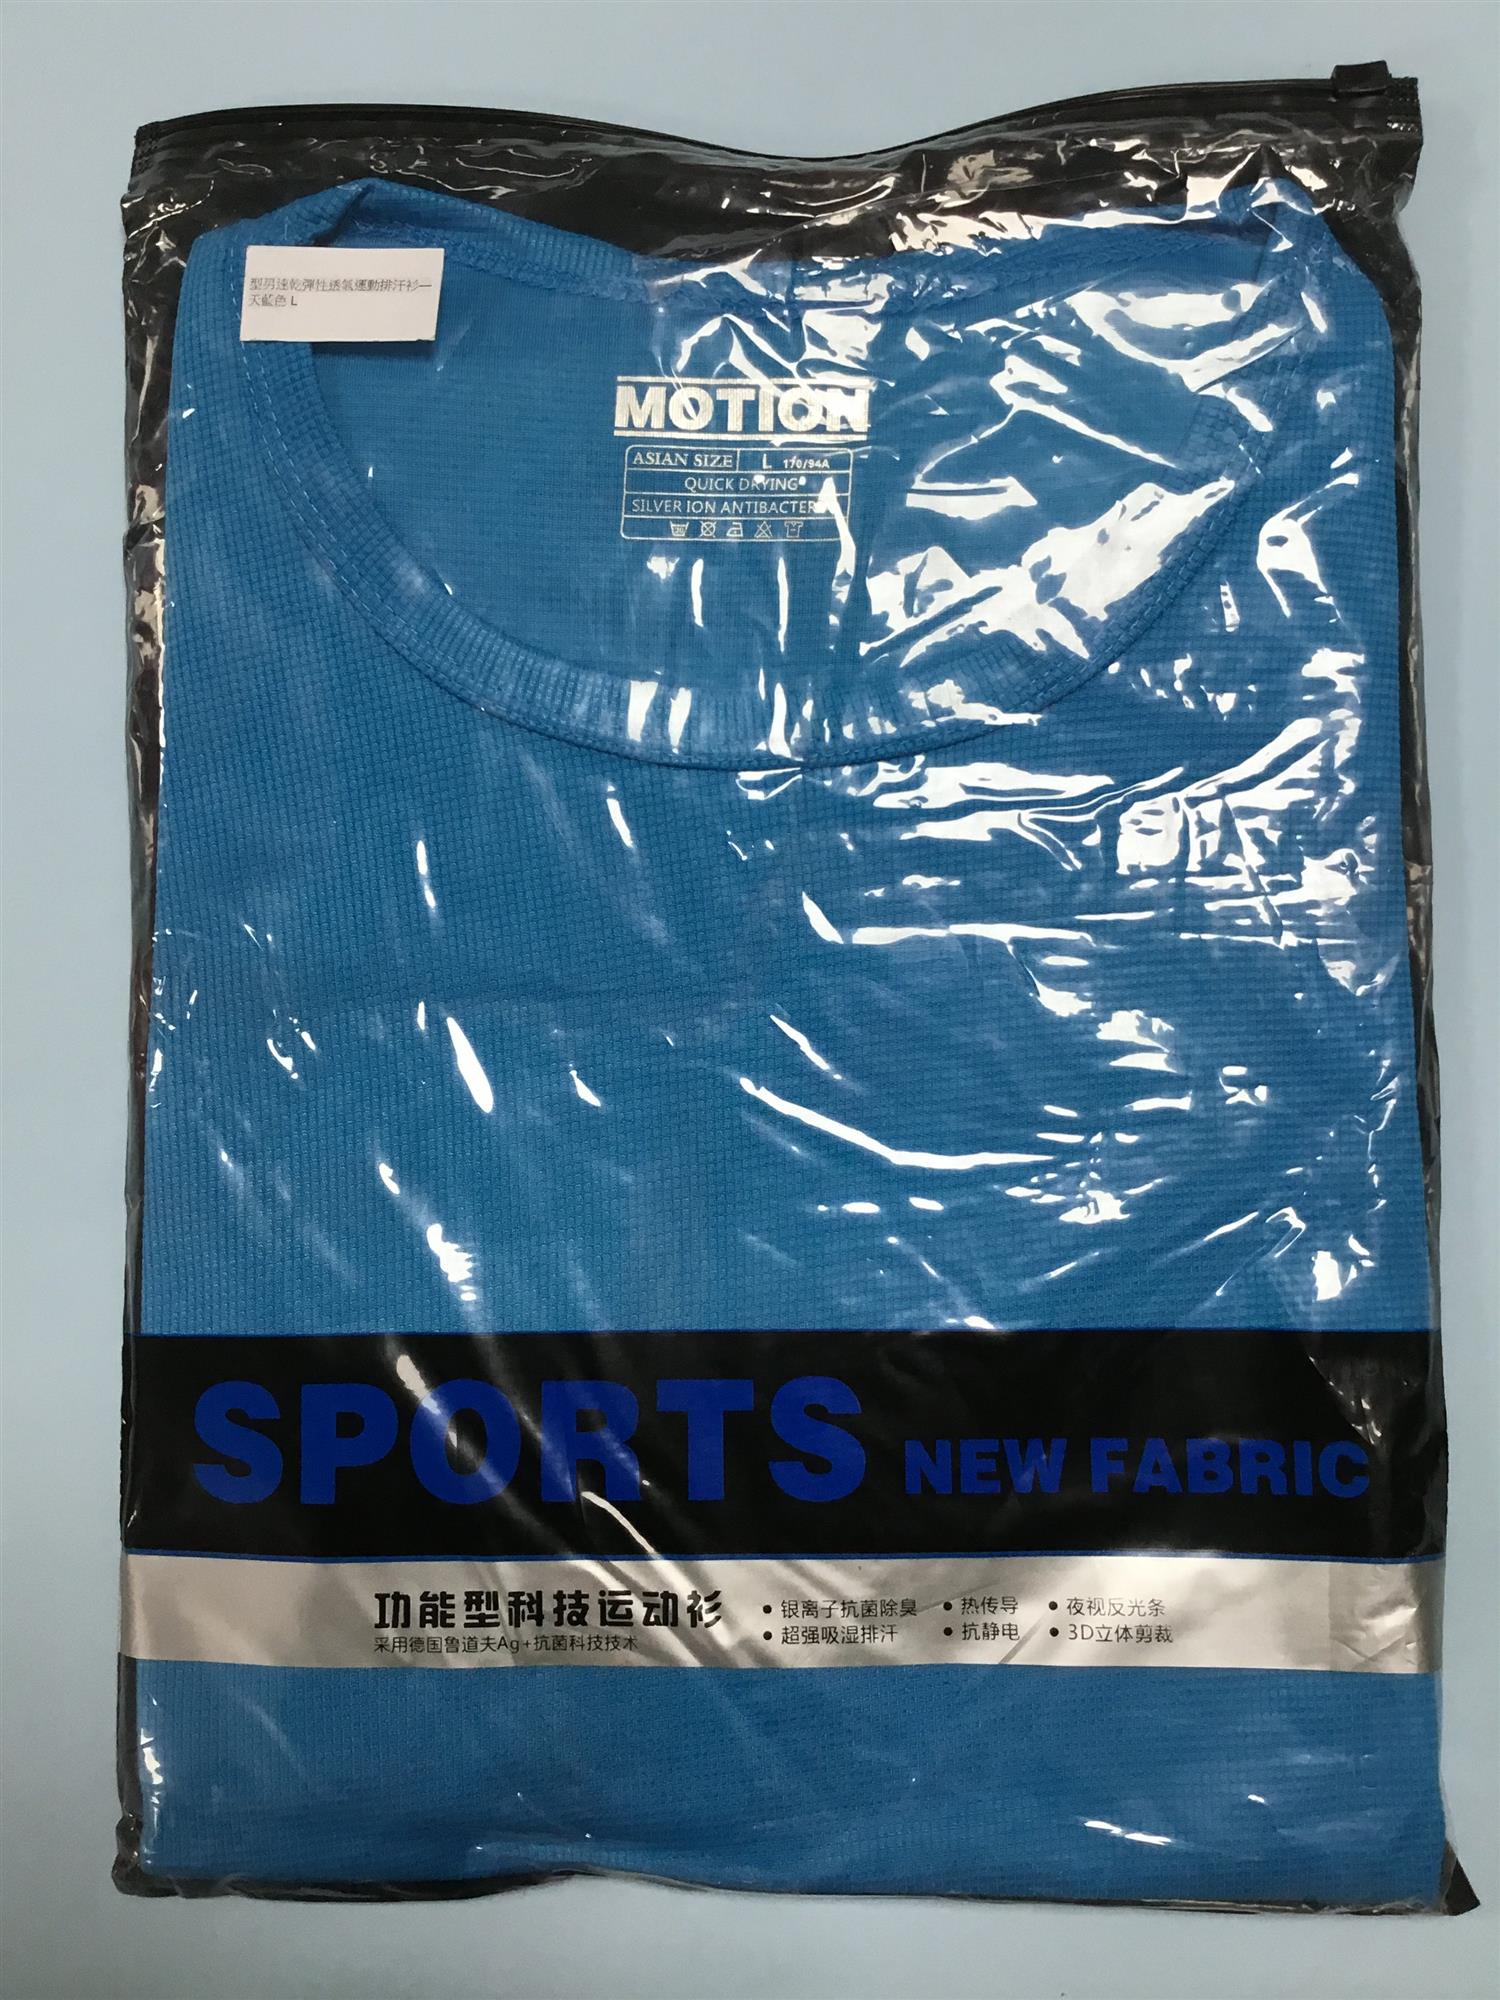 型男速乾彈性透氣運動排汗衫—
天藍色 L
MOTION
ASIAN SIZE L 170/94A
QUICK DRYING
SILVER ION ANTIBACTER
SPORTS NEW FABRIC
功能型科技运动衫
采用德国鲁道夫Ag+抗菌科技技术
• 银离子抗菌除臭 • 热传导 • 夜视反光条
• 超强吸湿排汗 • 抗静电 • 3D立体剪裁